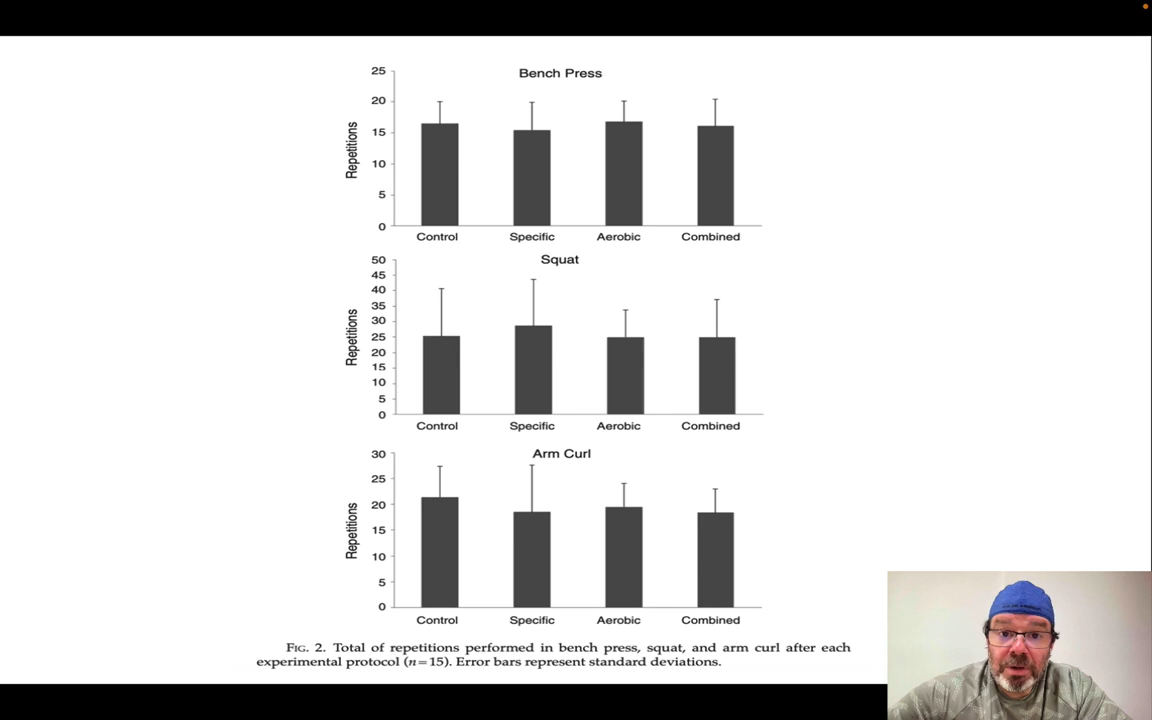 Bench Press
25
20
15
10
5
0
Repetitions
Control Specific Aerobic Combined
Squat
50
45
40
35
30
25
20
15
10
5
0
Repetitions
Control Specific Aerobic Combined
Arm Curl
30
25
20
15
10
5
0
Repetitions
Control Specific Aerobic Combined
FIG. 2. Total of repetitions performed in bench press, squat, and arm curl after each
experimental protocol (n=15). Error bars represent standard deviations.